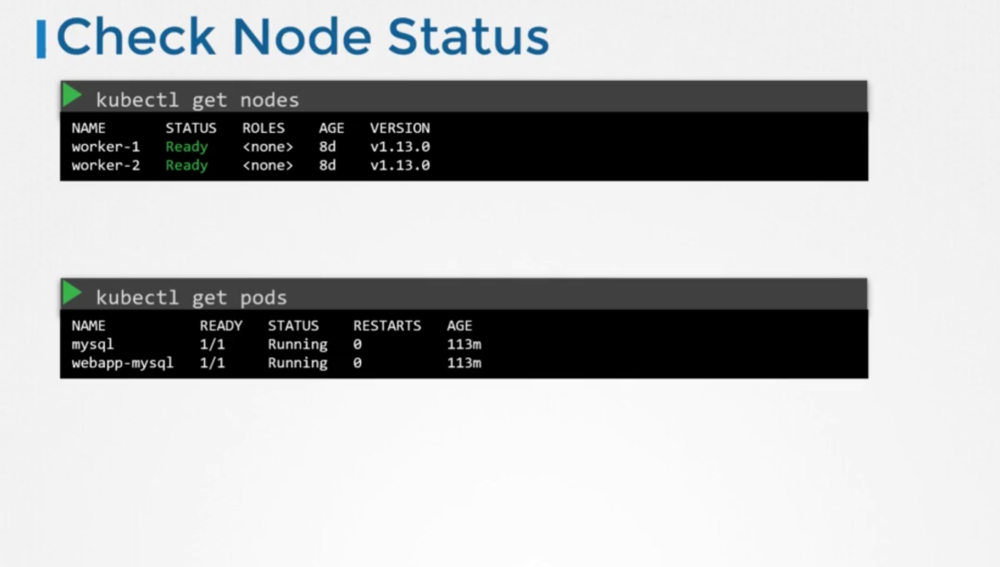 Check Node Status
kubectl get nodes
NAME STATUS ROLES AGE VERSION
worker-1 Ready <none> 8d v1.13.0
worker-2 Ready <none> 8d v1.13.0
kubectl get pods
NAME READY STATUS RESTARTS AGE
mysql 1/1 Running 0 113m
webapp-mysql 1/1 Running 0 113m